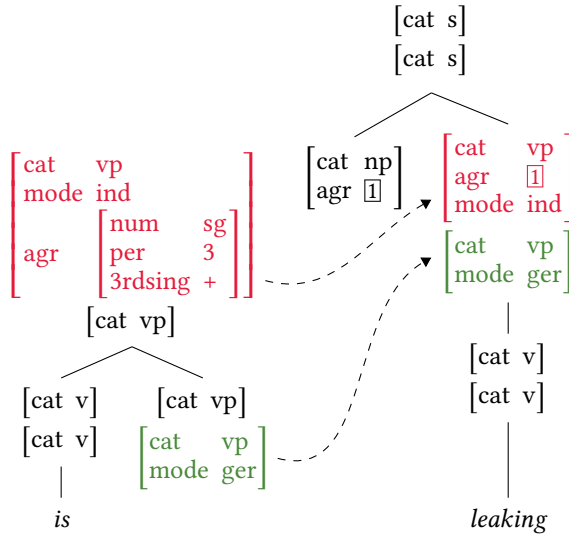 [cat s]
[cat s]
[cat np]
[agr 1]
[cat vp]
[agr 1]
[mode ind]
[cat vp]
[mode ger]
[cat v]
[cat v]
leaking
[cat vp]
[mode ind]
[agr [num sg]
[per 3]
[3rdsing +]]
[cat vp]
[cat v]
[cat v]
is
[cat vp]
[cat vp]
[mode ger]